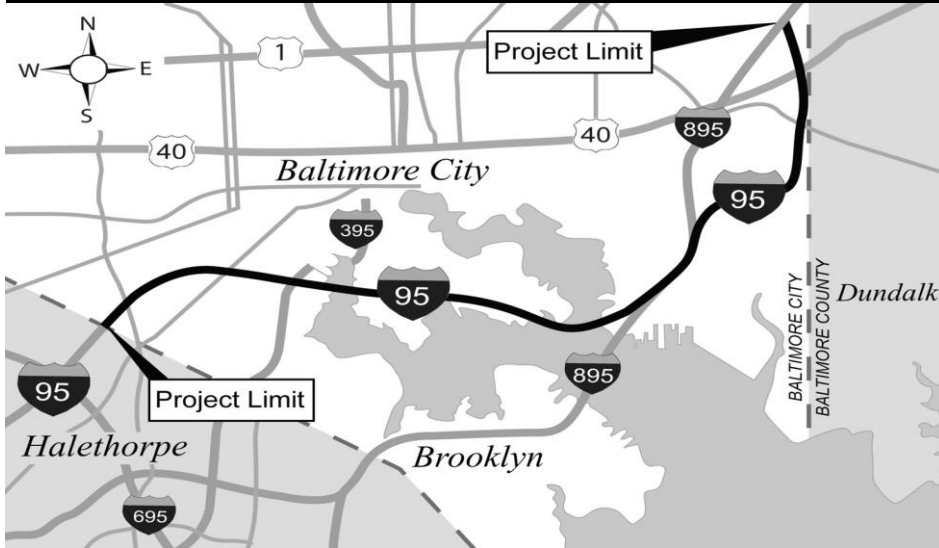 N
W
E
S
1
Project Limit
40
40
895
Baltimore City
95
395
95
BALTIMORE CITY
BALTIMORE COUNTY
Dundalk
95
895
Project Limit
Halethorpe
Brooklyn
695